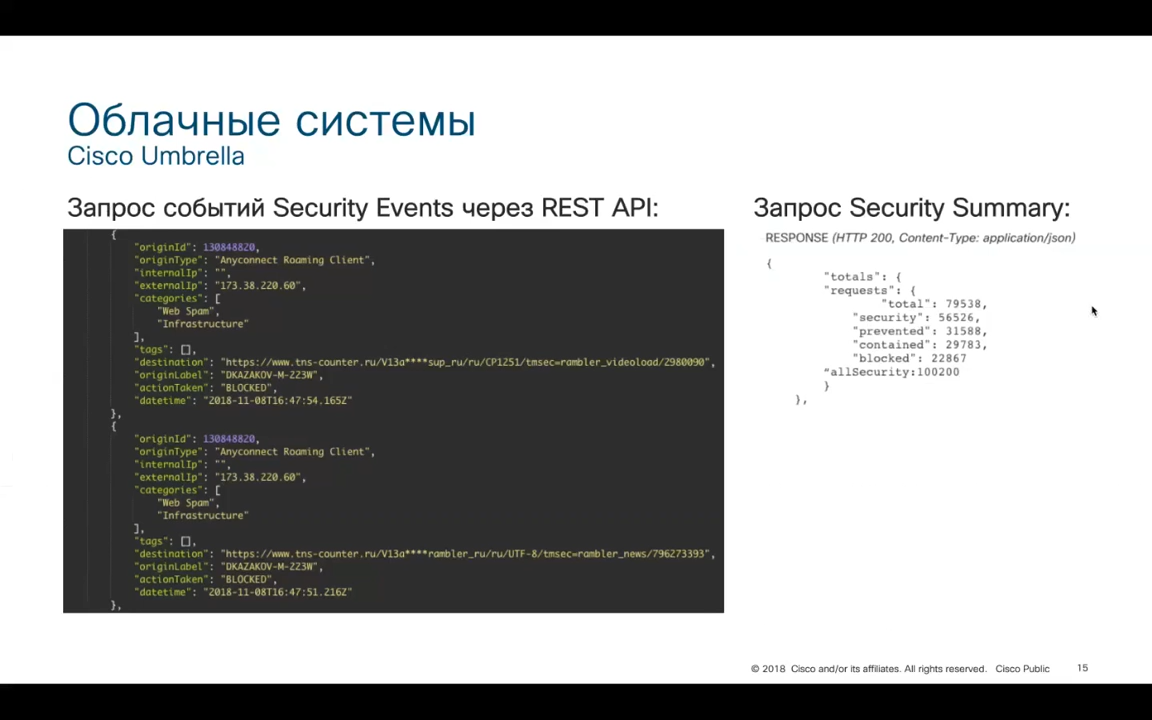 Облачные системы
Cisco Umbrella
Запрос событий Security Events через REST API:
{
"originId": 130848820,
"originType": "Anyconnect Roaming Client",
"internalIp": "",
"externalIp": "173.38.220.60",
"categories": [
"Web Spam",
"Infrastructure"
],
"tags": [],
"destination": "https://www.tns-counter.ru/V13a****sup_ru/ru/CP1251/tmsec=rambler_videoload/2980090",
"originLabel": "DKAZAKOV-M-223W",
"actionTaken": "BLOCKED",
"datetime": "2018-11-08T16:47:54.165Z"
},
{
"originId": 130848820,
"originType": "Anyconnect Roaming Client",
"internalIp": "",
"externalIp": "173.38.220.60",
"categories": [
"Web Spam",
"Infrastructure"
],
"tags": [],
"destination": "https://www.tns-counter.ru/V13a****rambler_ru/ru/UTF-8/tmsec=rambler_news/796273393",
"originLabel": "DKAZAKOV-M-223W",
"actionTaken": "BLOCKED",
"datetime": "2018-11-08T16:47:51.216Z"
},
Запрос Security Summary:
RESPONSE (HTTP 200, Content-Type: application/json)
{
"totals": {
"requests": {
"total": 79538,
"security": 56526,
"prevented": 31588,
"contained": 29783,
"blocked": 22867
“allSecurity:100200
}
},
© 2018 Cisco and/or its affiliates. All rights reserved. Cisco Public
15